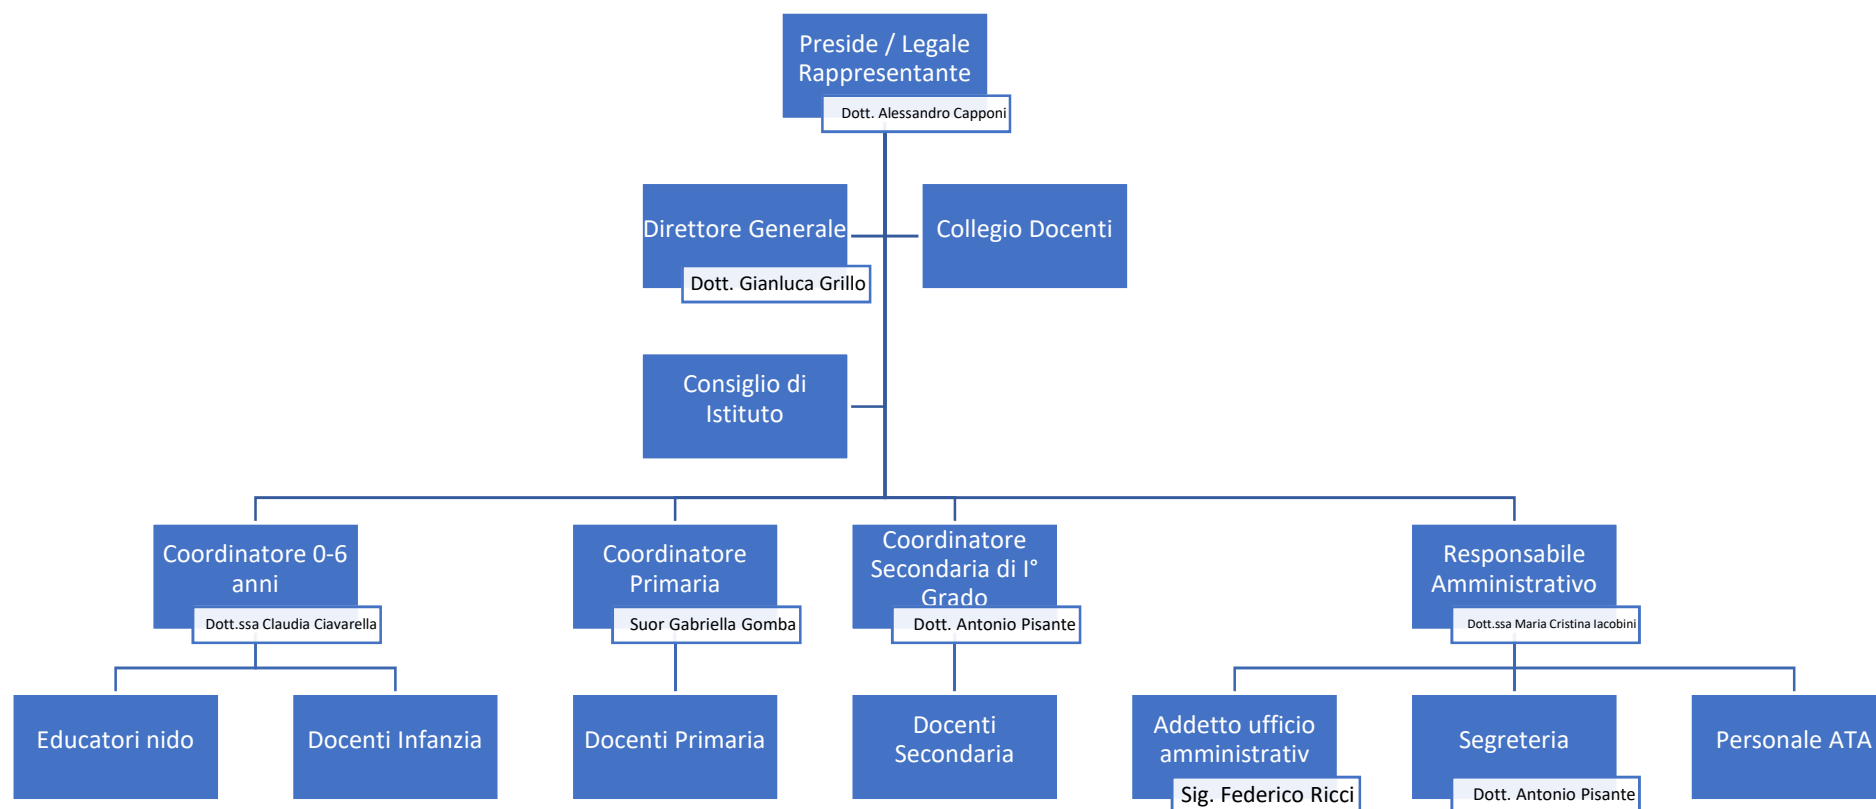 Preside / Legale
Rappresentante
Dott. Alessandro Capponi
Direttore Generale
Dott. Gianluca Grillo
Collegio Docenti
Consiglio di
Istituto
Coordinatore 0-6
anni
Dott.ssa Claudia Ciavarella
Coordinatore
Primaria
Suor Gabriella Gomba
Coordinatore
Secondaria di I°
Grado
Dott. Antonio Pisante
Responsabile
Amministrativo
Dott.ssa Maria Cristina Iacobini
Educatori nido
Docenti Infanzia
Docenti Primaria
Docenti
Secondaria
Addetto ufficio
amministrativ
Sig. Federico Ricci
Segreteria
Dott. Antonio Pisante
Personale ATA